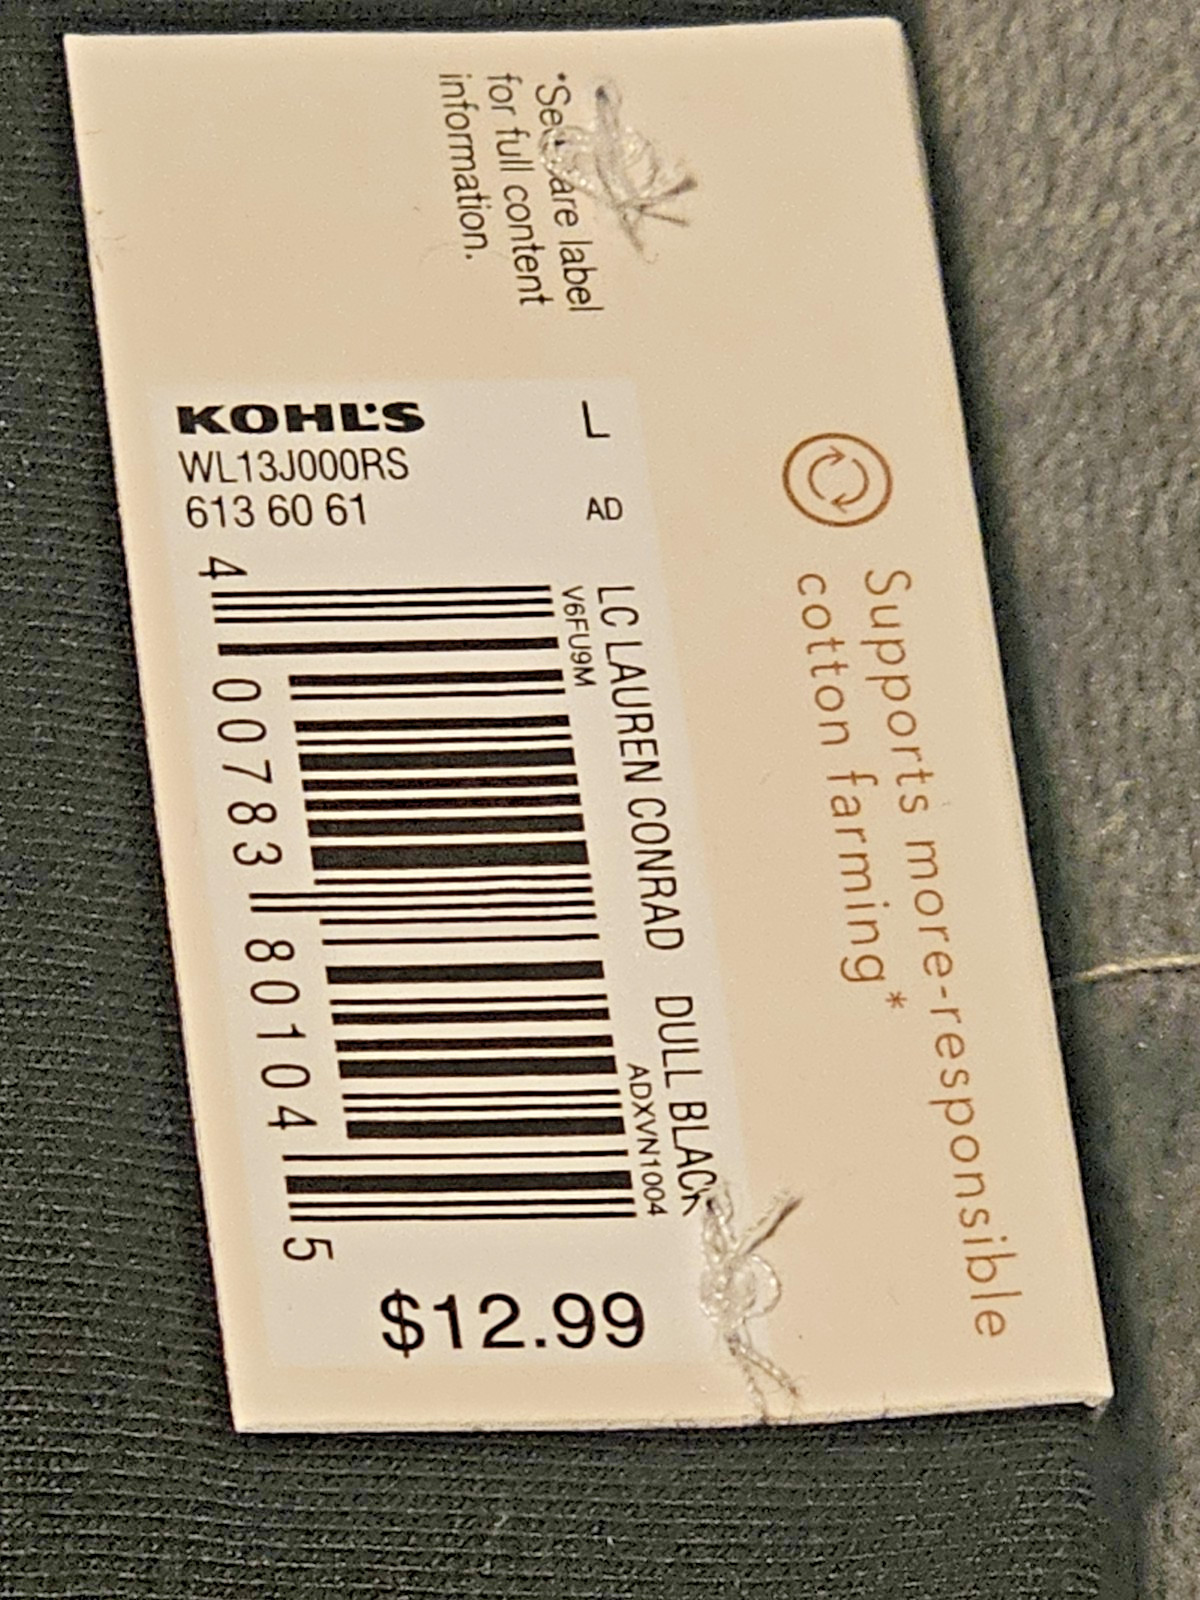 *See care label
for full content
information.
KOHL'S
WL13J000RS
613 60 61
L
AD
LC LAUREN CONRAD DULL BLACK
V6FU9M
ADXVN1004
4 00783 80104 5
$12.99
Supports more-responsible
cotton farming*